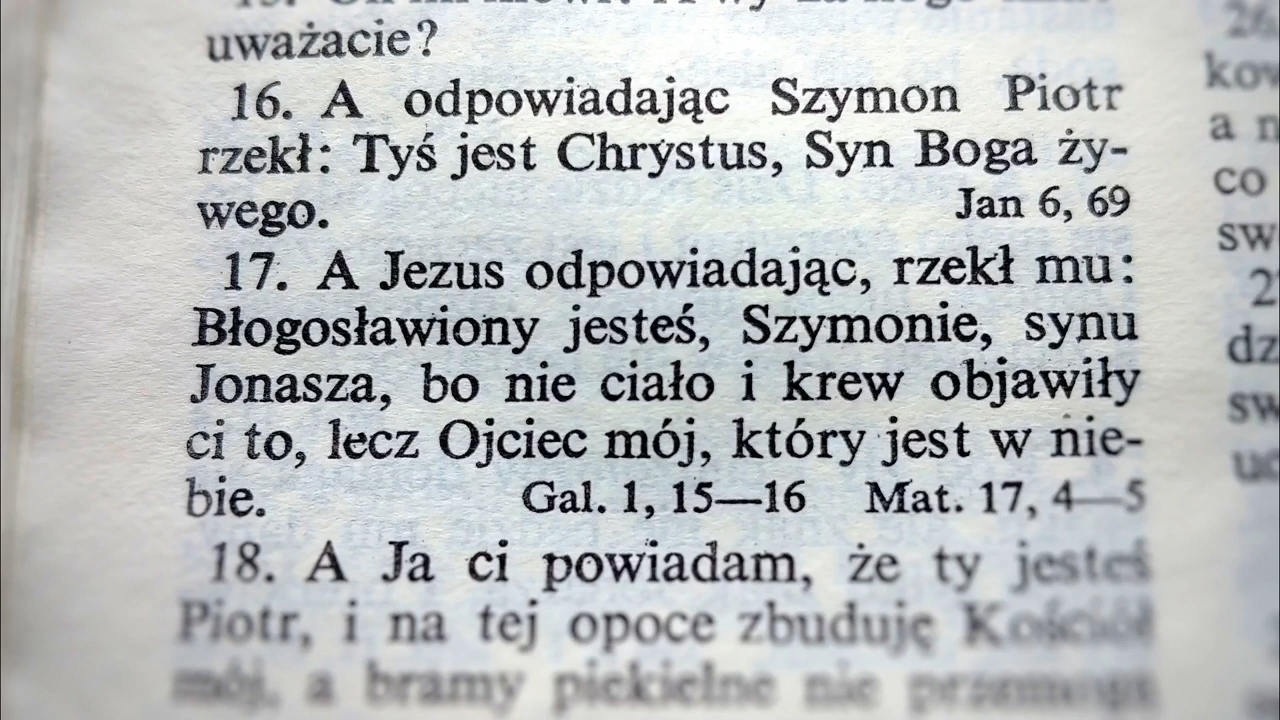 uważacie?
16. A odpowiadając Szymon Piotr
rzekł: Tyś jest Chrystus, Syn Boga ży-
wego. Jan 6, 69
17. A Jezus odpowiadając, rzekł mu:
Błogosławiony jesteś, Szymonie, synu
Jonasza, bo nie ciało i krew objawiły
ci to, lecz Ojciec mój, który jest w nie-
bie. Gal. 1, 15—16 Mat. 17, 4—5
18. A Ja ci powiadam, że ty jesteś
Piotr, i na tej opoce zbuduję Kościół
mój, a bramy piekielne nie przemogą
a
co